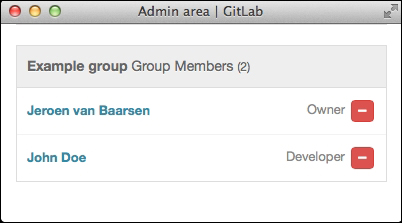 Admin area | GitLab
Example group Group Members (2)
Jeroen van Baarsen Owner
John Doe Developer